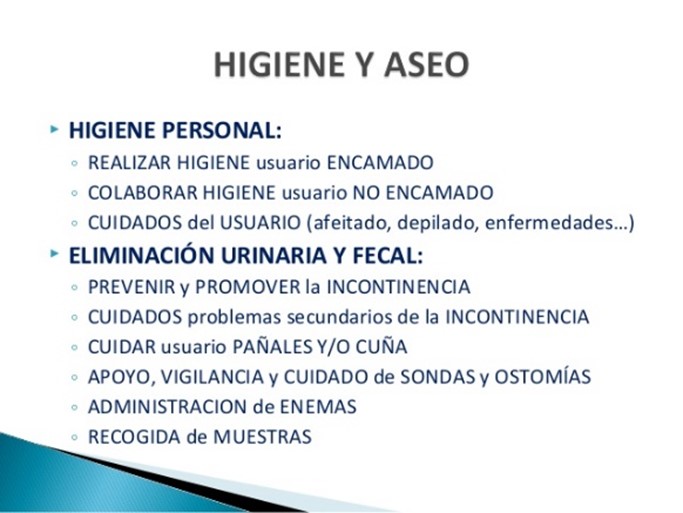 HIGIENE Y ASEO
HIGIENE PERSONAL:
REALIZAR HIGIENE usuario ENCAMADO
COLABORAR HIGIENE usuario NO ENCAMADO
CUIDADOS del USUARIO (afeitado, depilado, enfermedades...)
ELIMINACIÓN URINARIA Y FECAL:
PREVENIR y PROMOVER la INCONTINENCIA
CUIDADOS problemas secundarios de la INCONTINENCIA
CUIDAR usuario PAÑALES Y/O CUÑA
APOYO, VIGILANCIA y CUIDADO de SONDAS y OSTOMÍAS
ADMINISTRACION de ENEMAS
RECOGIDA de MUESTRAS